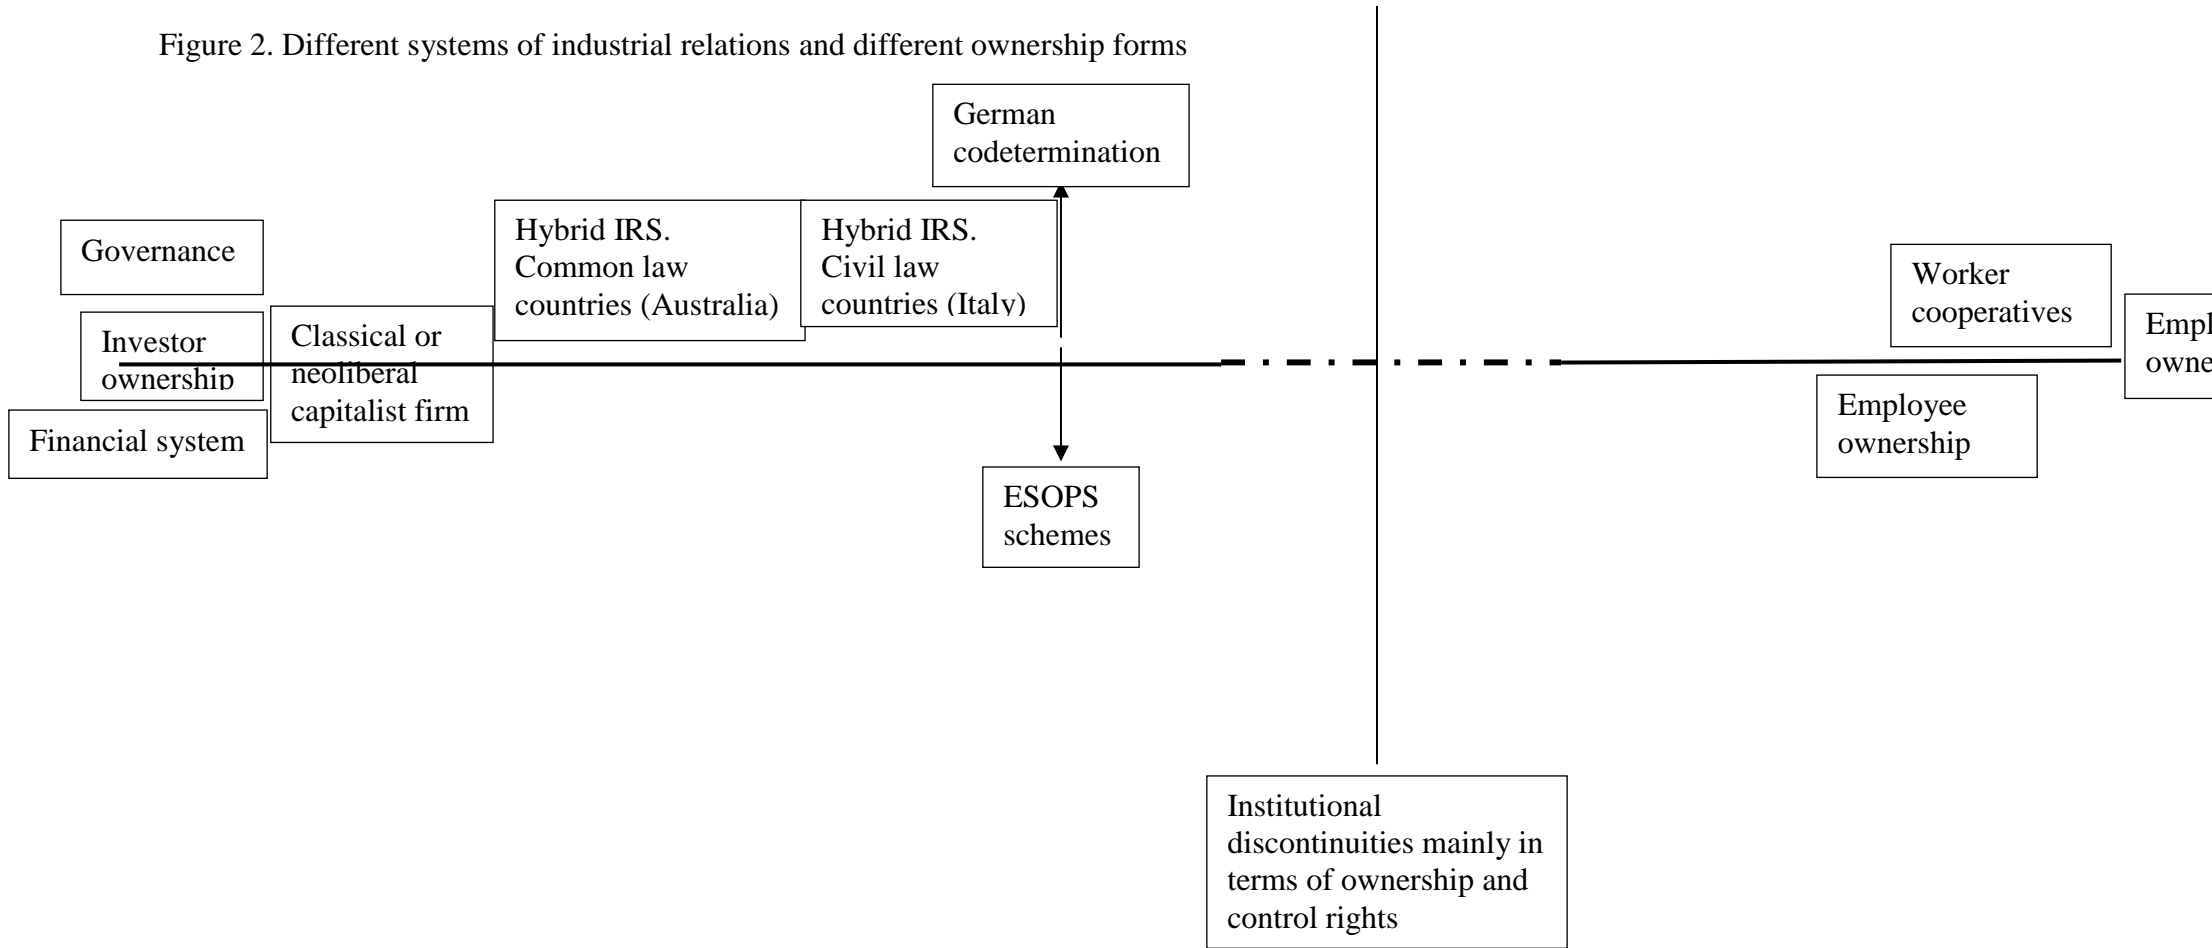 Figure 2. Different systems of industrial relations and different ownership forms
German
codetermination
Governance
Hybrid IRS.
Common law
countries (Australia)
Hybrid IRS.
Civil law
countries (Italy)
Investor
ownership
Classical or
neoliberal
capitalist firm
Financial system
ESOPS
schemes
Worker
cooperatives
Employee
ownership
Institutional
discontinuities mainly in
terms of ownership and
control rights